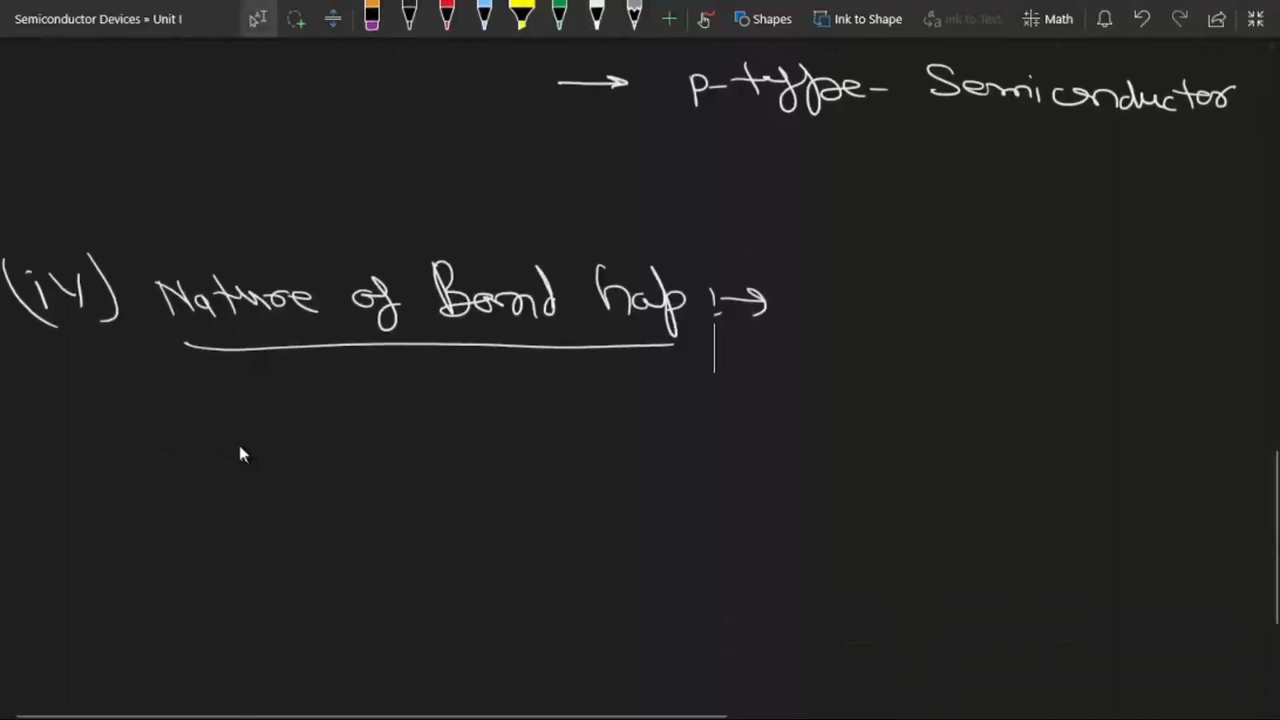 Semiconductor Devices » Unit I
Shapes
Ink to Shape
Ink to Text
Math
→ p-type- Semiconductor
(iv) Nature of Band Gap :→